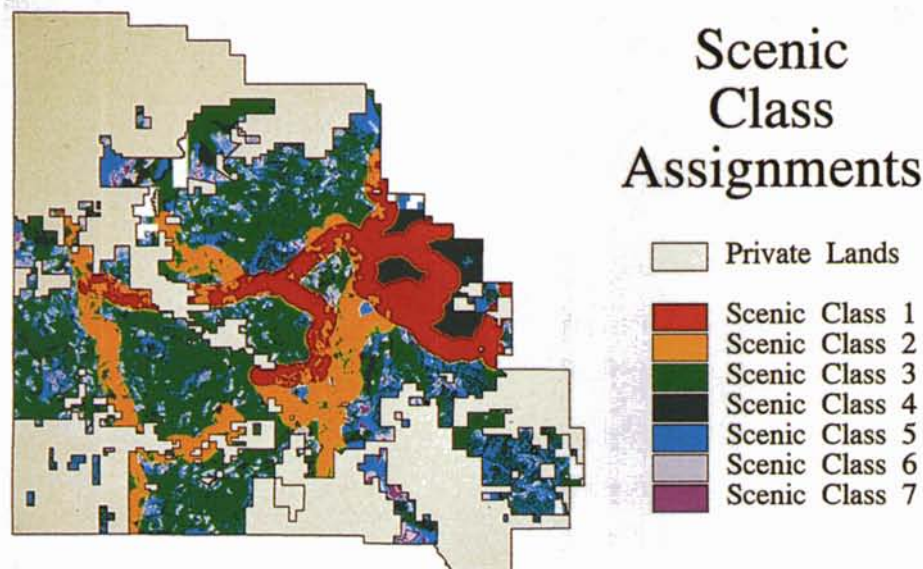 Scenic
Class
Assignments
Private Lands
Scenic Class 1
Scenic Class 2
Scenic Class 3
Scenic Class 4
Scenic Class 5
Scenic Class 6
Scenic Class 7